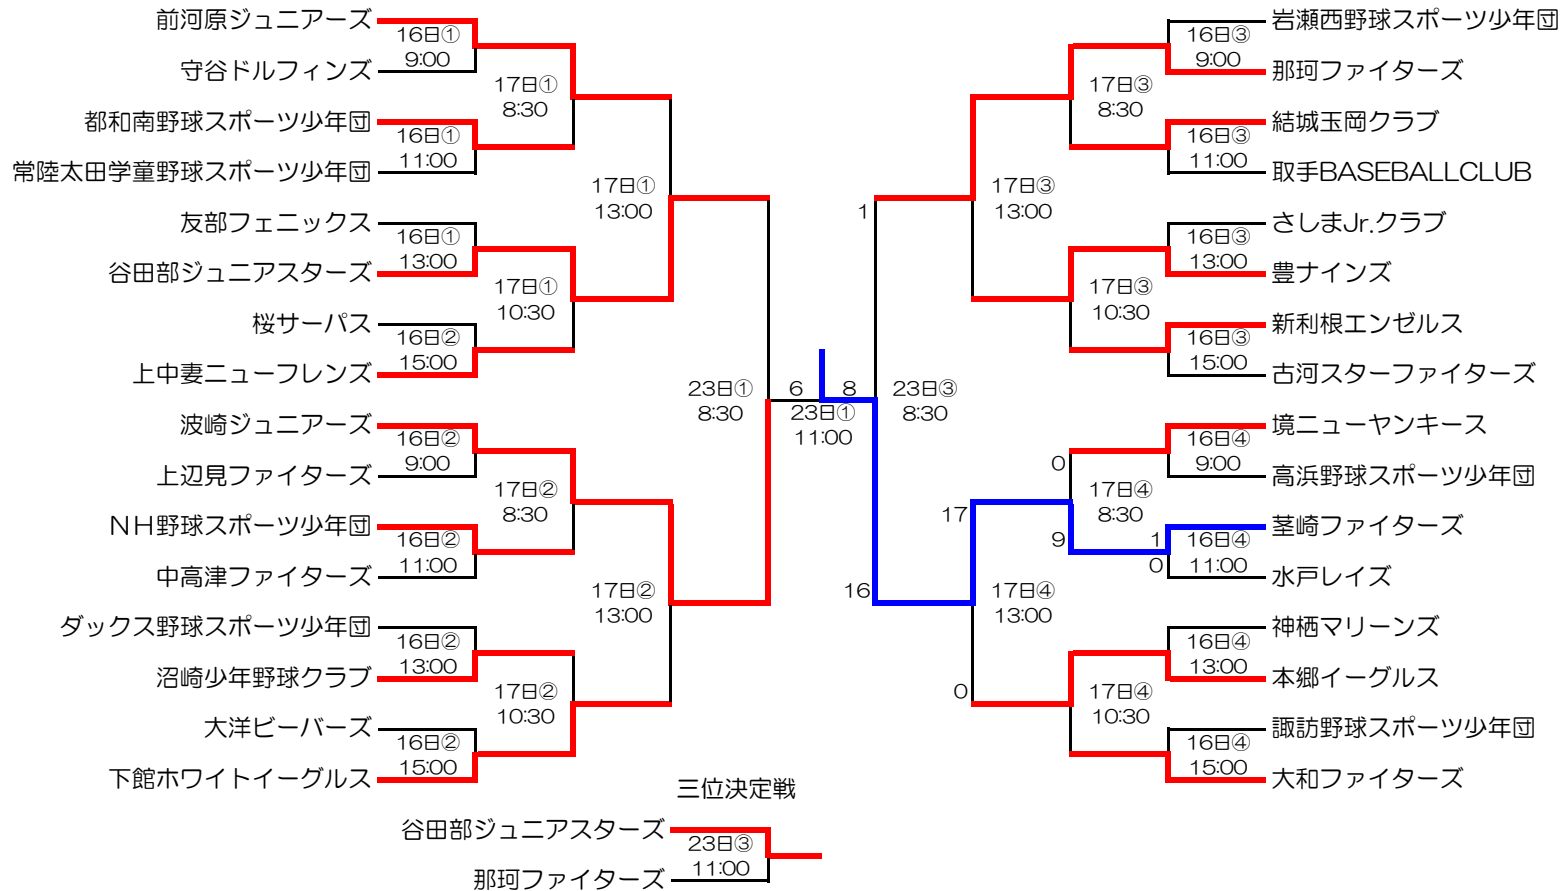 前河原ジュニアーズ
16日①
9:00
守谷ドルフィンズ
17日①
8:30
都和南野球スポーツ少年団
16日①
11:00
常陸太田学童野球スポーツ少年団
17日①
13:00
友部フェニックス
16日①
13:00
谷田部ジュニアスターズ
17日①
10:30
桜サーパス
16日②
15:00
上中妻ニューフレンズ
23日①
8:30
波崎ジュニアーズ
16日②
9:00
上辺見ファイターズ
17日②
8:30
NH野球スポーツ少年団
16日②
11:00
中高津ファイターズ
17日②
13:00
ダックス野球スポーツ少年団
16日②
13:00
沼崎少年野球クラブ
17日②
10:30
大洋ビーバーズ
16日②
15:00
下館ホワイトイーグルス
6
8
23日①
11:00
岩瀬西野球スポーツ少年団
16日③
9:00
那珂ファイターズ
17日③
8:30
結城玉岡クラブ
16日③
11:00
取手BASEBALLCLUB
1
17日③
13:00
さしまJr.クラブ
16日③
13:00
豊ナインズ
17日③
10:30
新利根エンゼルス
16日③
15:00
古河スターファイターズ
23日③
8:30
境ニューヤンキース
16日④
9:00
高浜野球スポーツ少年団
0
17日④
8:30
17
9
茎崎ファイターズ
1
16日④
11:00
0
水戸レイズ
16
17日④
13:00
神栖マリーンズ
16日④
13:00
本郷イーグルス
0
17日④
10:30
諏訪野球スポーツ少年団
16日④
15:00
大和ファイターズ
三位決定戦
谷田部ジュニアスターズ
23日③
11:00
那珂ファイターズ